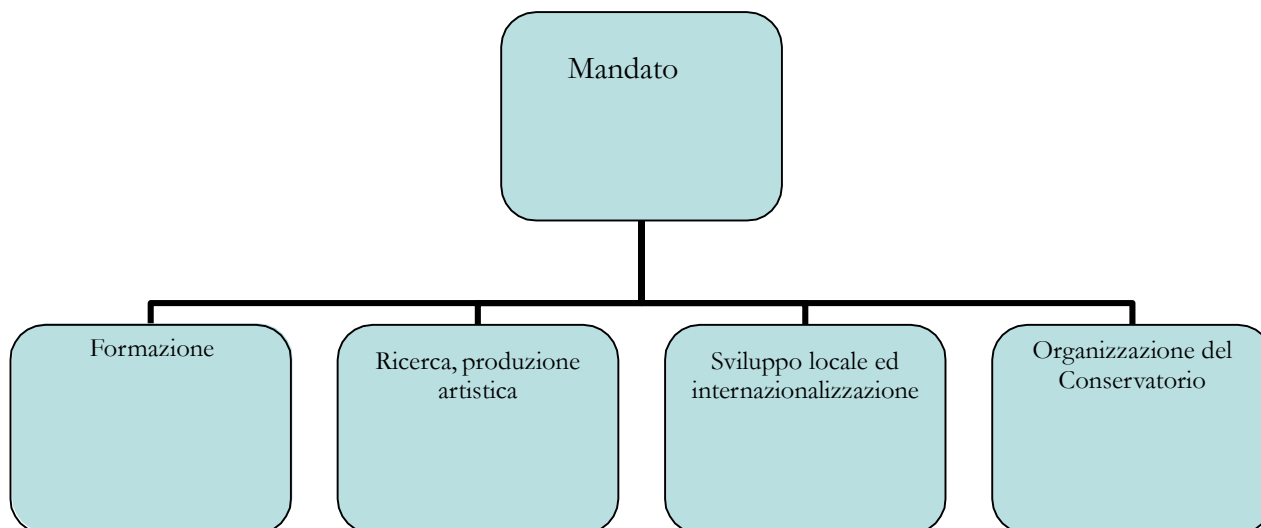 Mandato
Formazione
Ricerca, produzione
artistica
Sviluppo locale ed
internazionalizzazione
Organizzazione del
Conservatorio